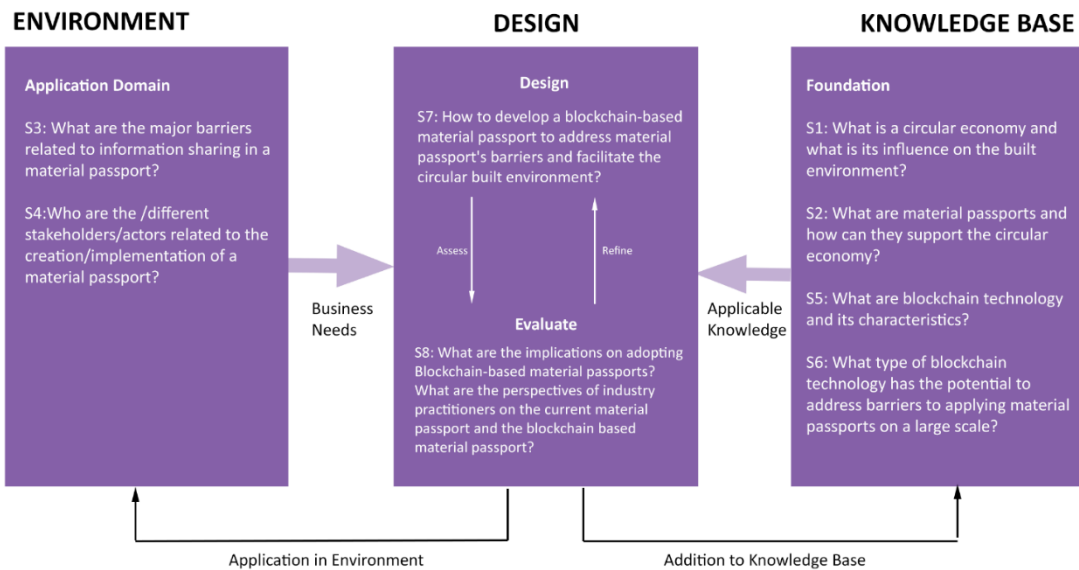 ENVIRONMENT
Application Domain
S3: What are the major barriers
related to information sharing in a
material passport?
S4:Who are the /different
stakeholders/actors related to the
creation/implementation of a
material passport?
Business
Needs
DESIGN
Design
S7: How to develop a blockchain-based
material passport to address material
passport's barriers and facilitate the
circular built environment?
Assess
Refine
Evaluate
S8: What are the implications on adopting
Blockchain-based material passports?
What are the perspectives of industry
practitioners on the current material
passport and the blockchain based
material passport?
Applicable
Knowledge
KNOWLEDGE BASE
Foundation
S1: What is a circular economy and
what is its influence on the built
environment?
S2: What are material passports and
how can they support the circular
economy?
S5: What are blockchain technology
and its characteristics?
S6: What type of blockchain
technology has the potential to
address barriers to applying material
passports on a large scale?
Application in Environment
Addition to Knowledge Base